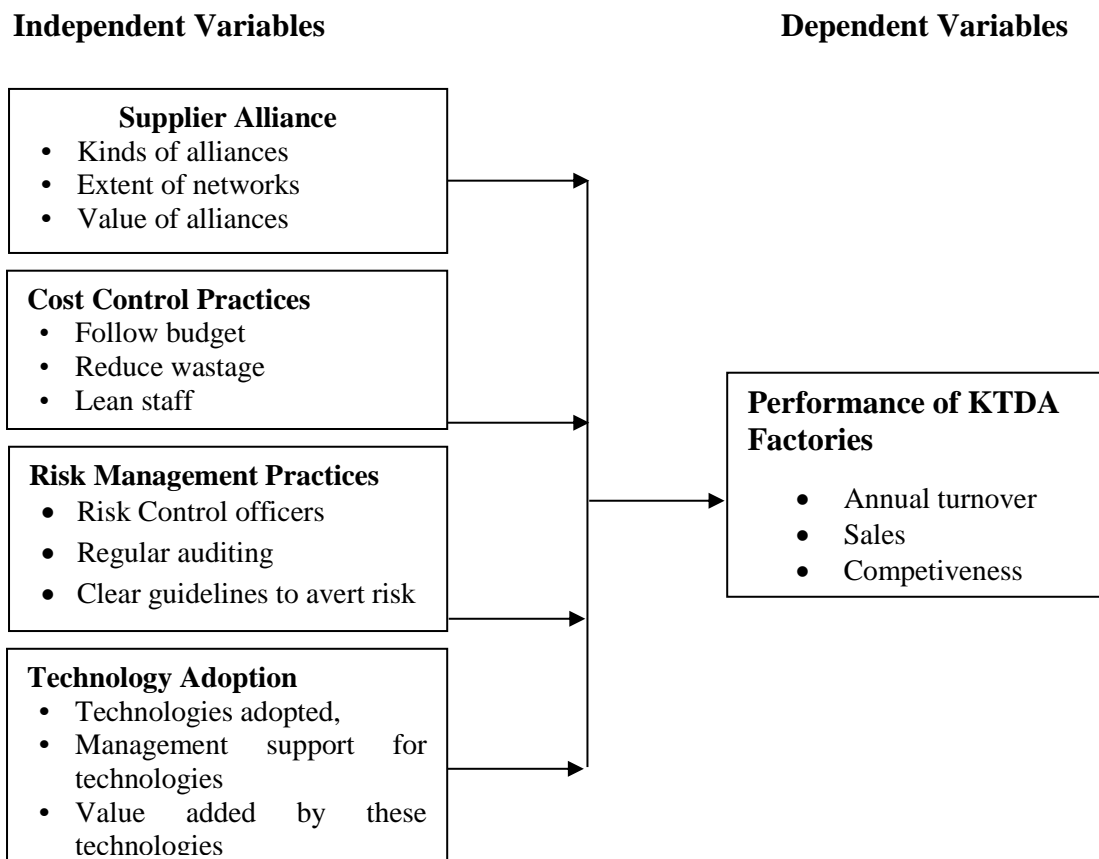 Independent Variables
Dependent Variables
Supplier Alliance
• Kinds of alliances
• Extent of networks
• Value of alliances
Cost Control Practices
• Follow budget
• Reduce wastage
• Lean staff
Risk Management Practices
• Risk Control officers
• Regular auditing
• Clear guidelines to avert risk
Technology Adoption
• Technologies adopted,
• Management support for
technologies
• Value added by these
technologies
Performance of KTDA
Factories
• Annual turnover
• Sales
• Competiveness